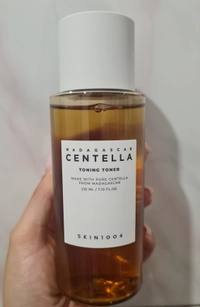 MADAGASCAR
CENTELLA
TONING TONER
MADE WITH PURE CENTELLA
FROM MADAGASCAR
210 ML / 7.10 FL.OZ.
SKIN1004